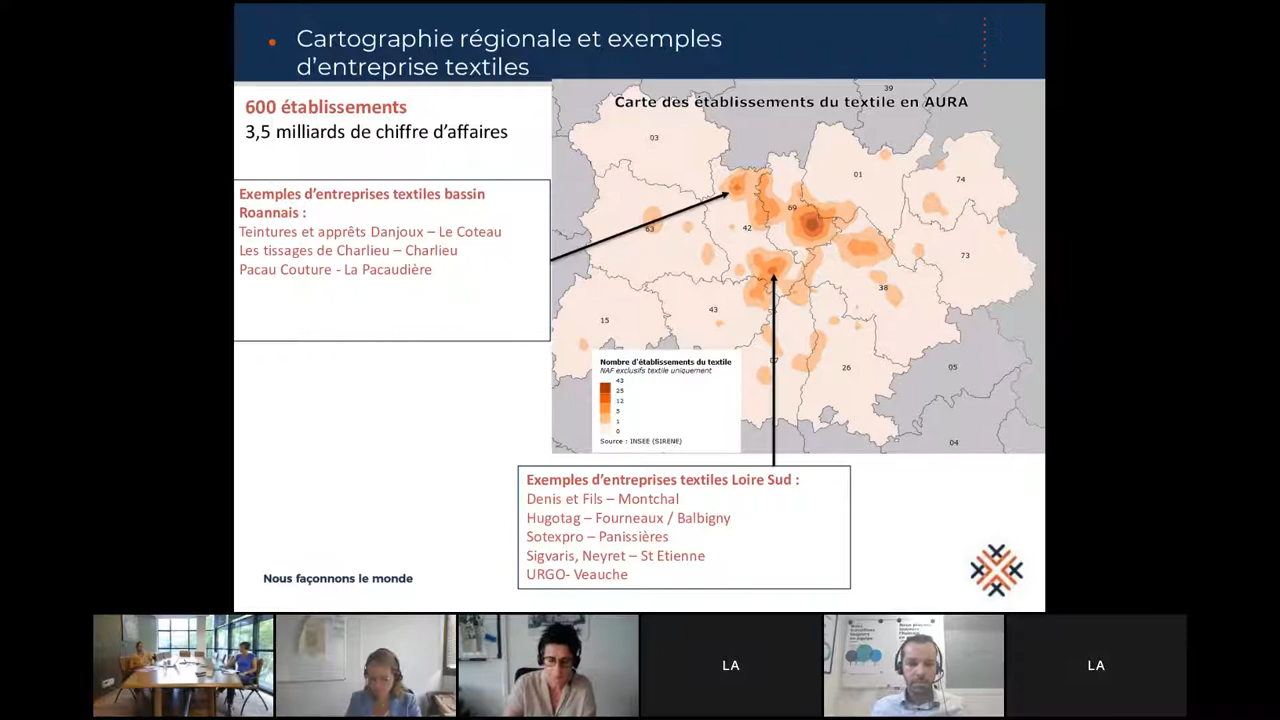 Cartographie régionale et exemples
d'entreprise textiles
600 établissements
3,5 milliards de chiffre d'affaires
Exemples d'entreprises textiles bassin
Roannais :
Teintures et apprêts Danjoux – Le Coteau
Les tissages de Charlieu – Charlieu
Pacau Couture - La Pacaudière
Carte des établissements du textile en AURA
39
03
01
74
69
63
42
73
38
43
15
07
26
05
04
Nombre d'établissements du textile
NAF exclusifs textile uniquement
43
25
12
5
1
0
Source : INSEE (SIRENE)
Exemples d'entreprises textiles Loire Sud :
Denis et Fils – Montchal
Hugotag – Fourneaux / Balbigny
Sotexpro – Panissières
Sigvaris, Neyret – St Etienne
URGO- Veauche
Nous façonnons le monde
LA
LA